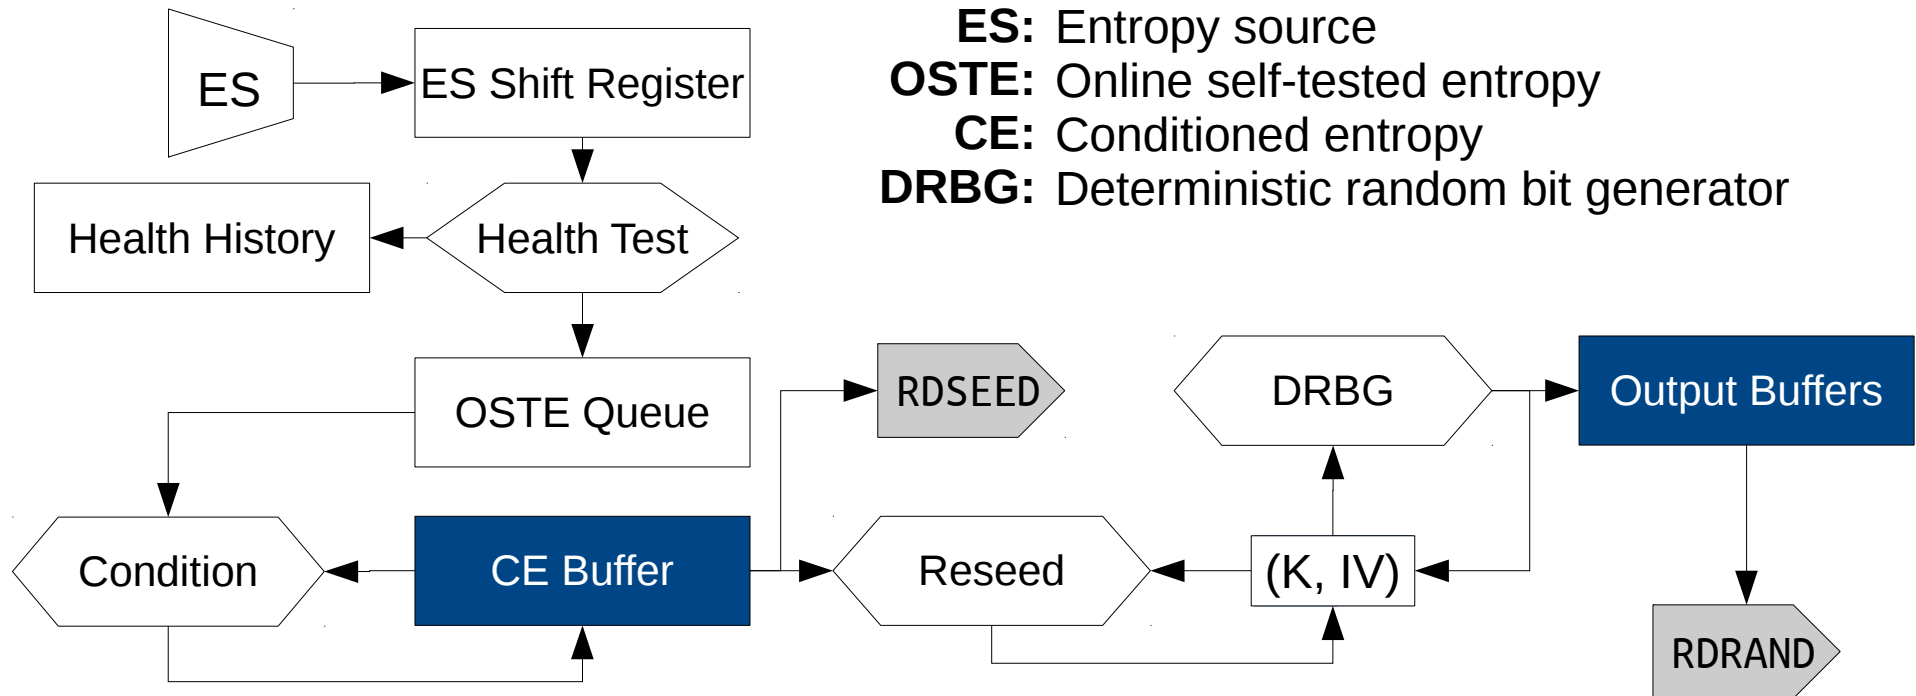 ES
ES Shift Register
ES: Entropy source
OSTE: Online self-tested entropy
CE: Conditioned entropy
DRBG: Deterministic random bit generator
Health History
Health Test
OSTE Queue
RDSEED
DRBG
Output Buffers
Condition
CE Buffer
Reseed
(K, IV)
RDRAND